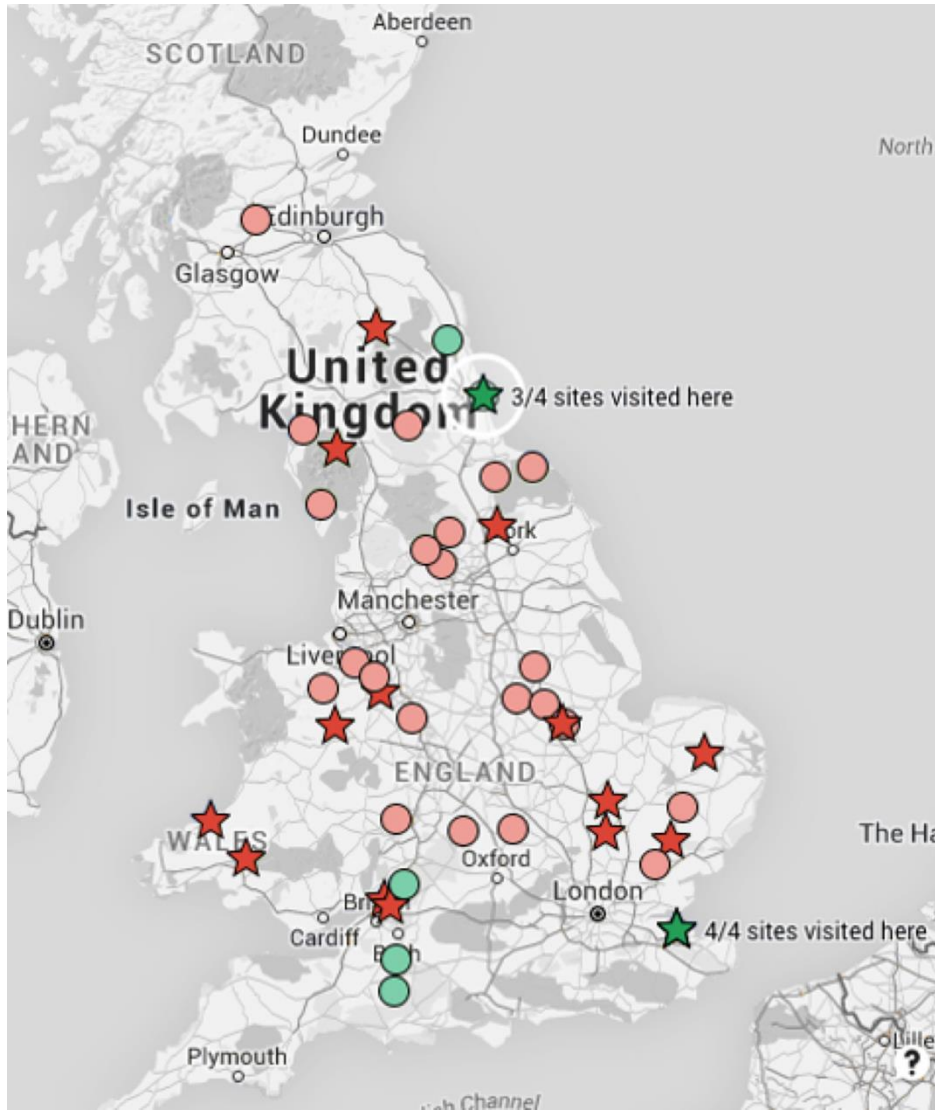 Aberdeen
SCOTLAND
Dundee
North
Edinburgh
Glasgow
United
Kingdom
3/4 sites visited here
HERN
AND
Isle of Man
York
Manchester
Dublin
Liverpool
ENGLAND
WALES
The Ha
Oxford
London
Cardiff
4/4 sites visited here
Plymouth
Lille
?
lish Channel